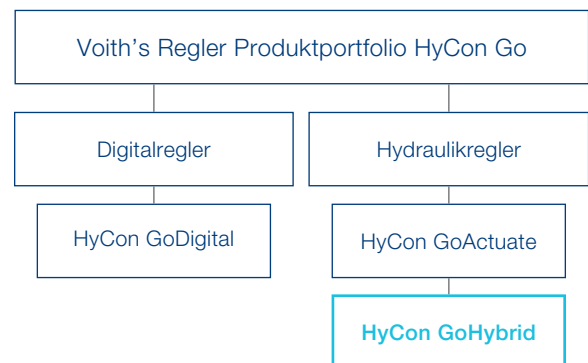 Voith's Regler Produktportfolio HyCon Go
Digitalregler
Hydraulikregler
HyCon GoDigital
HyCon GoActuate
HyCon GoHybrid